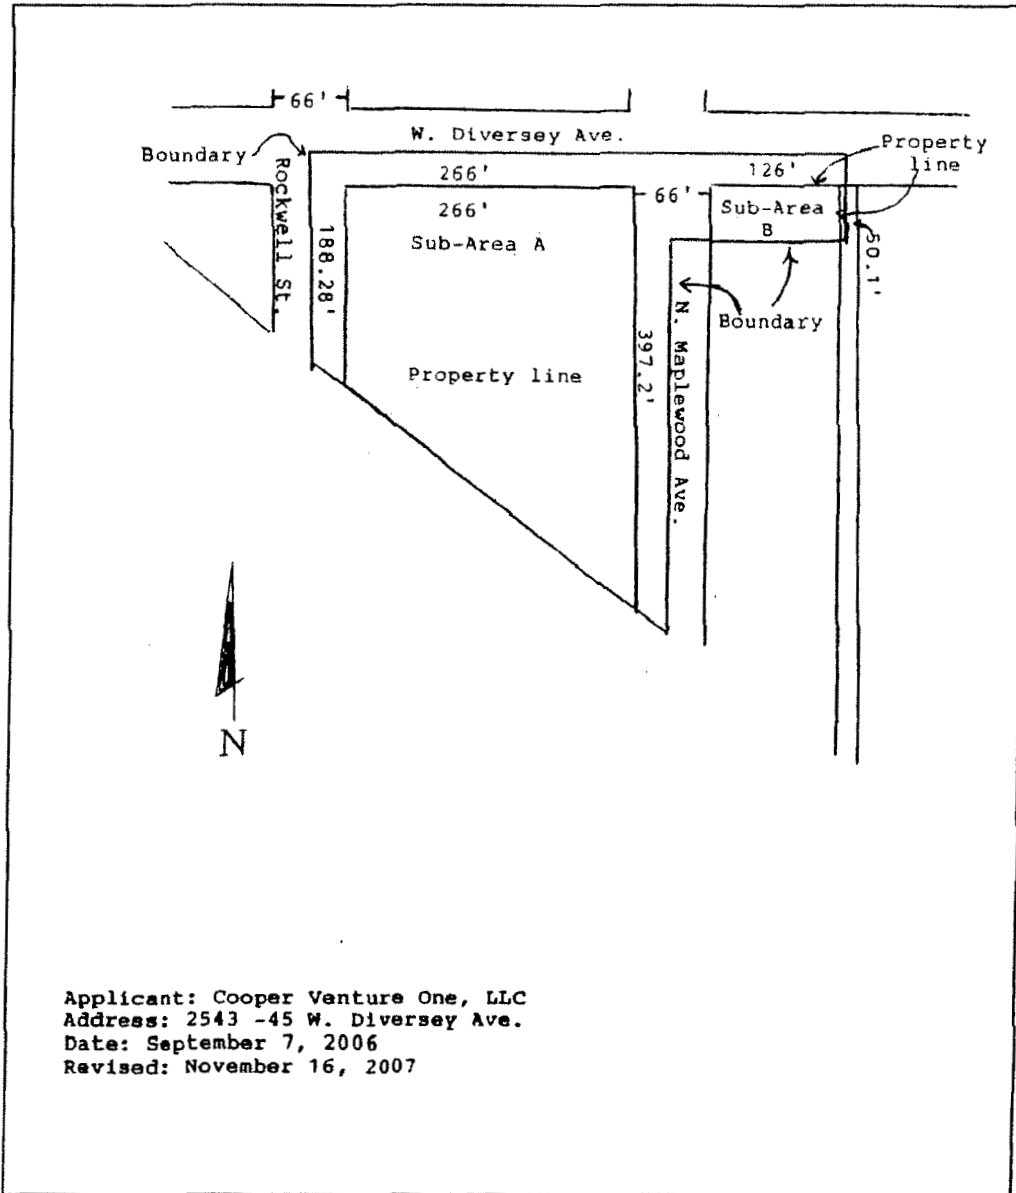 66'
W. Diversey Ave.
Boundary
Property
line
266'
126'
Rockwell St.
266'
66'
Sub-Area
B
188.28'
Sub-Area A
50.1'
Boundary
N. Maplewood Ave.
397.2'
Property line
N
Applicant: Cooper Venture One, LLC
Address: 2543 -45 W. Diversey Ave.
Date: September 7, 2006
Revised: November 16, 2007